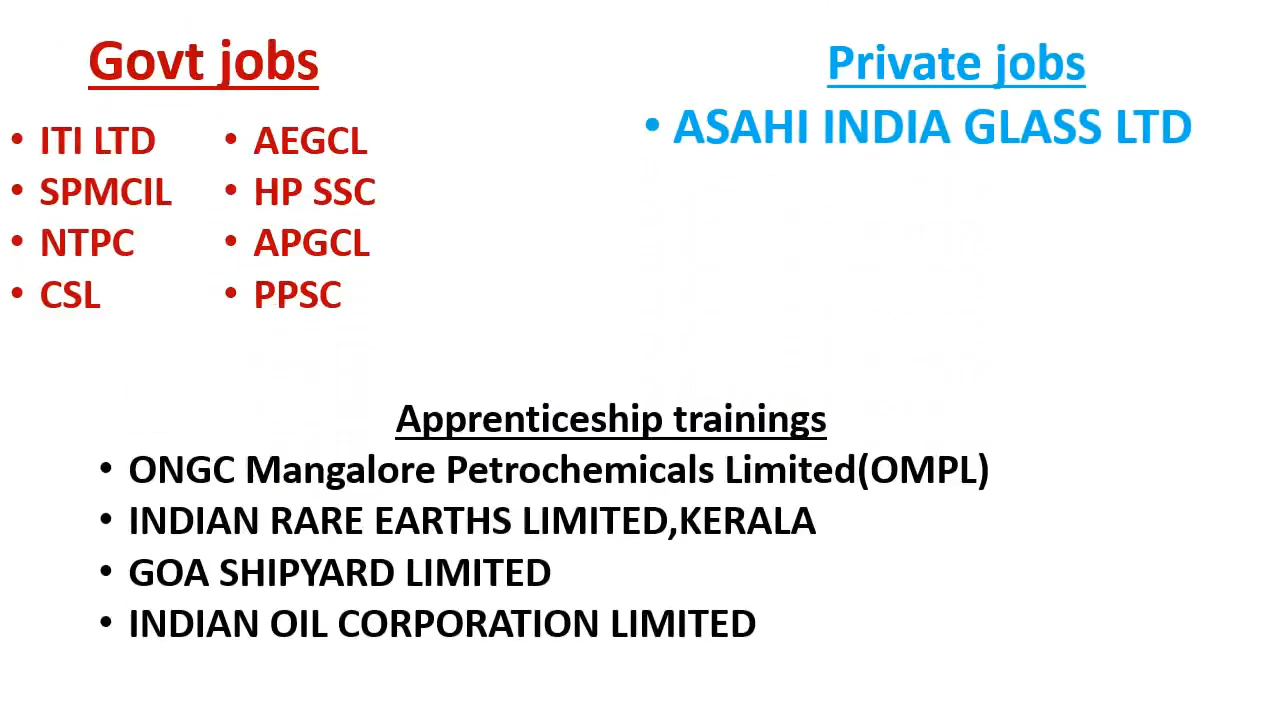 Govt jobs
• ITI LTD
• SPMCIL
• NTPC
• CSL
• AEGCL
• HP SSC
• APGCL
• PPSC
Private jobs
• ASAHI INDIA GLASS LTD
Apprenticeship trainings
• ONGC Mangalore Petrochemicals Limited(OMPL)
• INDIAN RARE EARTHS LIMITED,KERALA
• GOA SHIPYARD LIMITED
• INDIAN OIL CORPORATION LIMITED